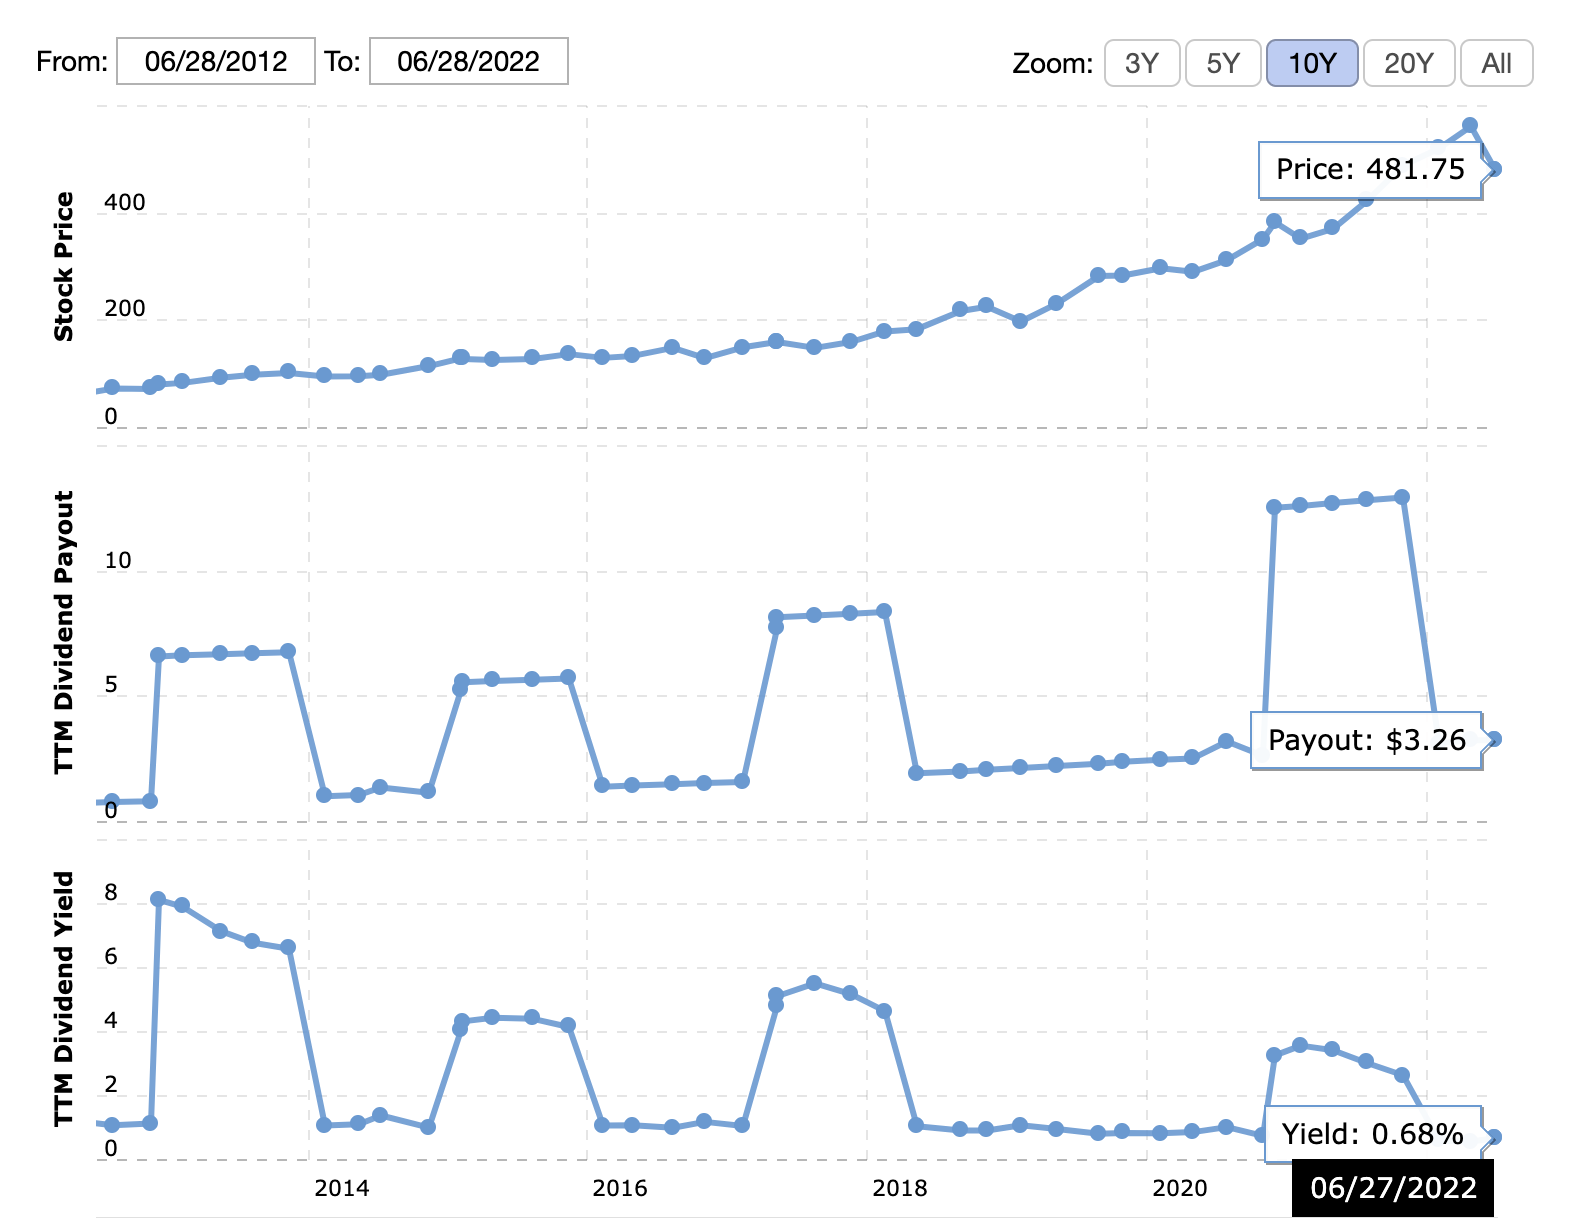 From: 06/28/2012 To: 06/28/2022 Zoom: 3Y 5Y 10Y 20Y All
Stock Price
400
200
0
Price: 481.75
TTM Dividend Payout
10
5
0
Payout: $3.26
TTM Dividend Yield
8
6
4
2
0
Yield: 0.68%
2014 2016 2018 2020 06/27/2022